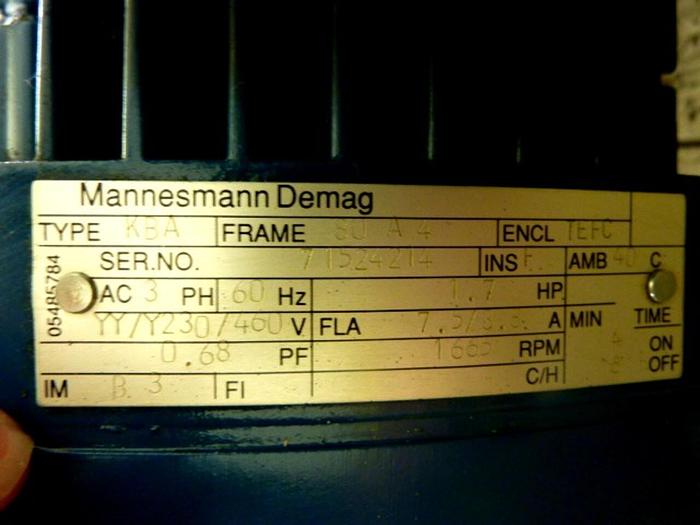 Mannesmann Demag
TYPE KBA FRAME 80 A 4 ENCL TEFC
SER.NO. 71524214 INS F AMB 40 C
05485784
AC 3 PH 60 Hz 1.7 HP
YY/Y230/460 V FLA A MIN TIME
0.68 PF RPM 4 ON
IM B 3 FI C/H OFF